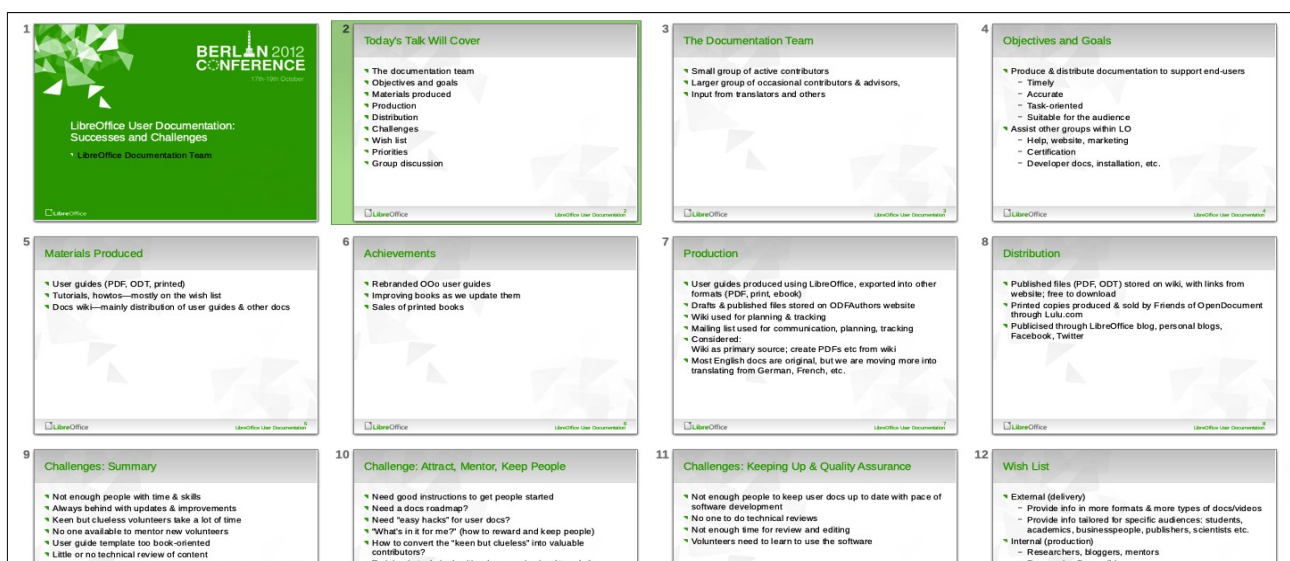 1
BERLIN 2012
CONFERENCE
17th-19th October
LibreOffice User Documentation:
Successes and Challenges
LibreOffice Documentation Team
LibreOffice
2
Today's Talk Will Cover
The documentation team
Objectives and goals
Materials produced
Production
Distribution
Challenges
Wish list
Priorities
Group discussion
LibreOffice
LibreOffice User Documentation
2
3
The Documentation Team
Small group of active contributors
Larger group of occasional contributors & advisors,
Input from translators and others
LibreOffice
LibreOffice User Documentation
3
4
Objectives and Goals
Produce & distribute documentation to support end-users
– Timely
– Accurate
– Task-oriented
– Suitable for the audience
Assist other groups within LO
– Help, website, marketing
– Certification
– Developer docs, installation, etc.
LibreOffice
LibreOffice User Documentation
4
5
Materials Produced
User guides (PDF, ODT, printed)
Tutorials, howtos—mostly on the wish list
Docs wiki—mainly distribution of user guides & other docs
LibreOffice
LibreOffice User Documentation
5
6
Achievements
Rebranded OOo user guides
Improving books as we update them
Sales of printed books
LibreOffice
LibreOffice User Documentation
6
7
Production
User guides produced using LibreOffice, exported into other
formats (PDF, print, ebook)
Drafts & published files stored on ODFAuthors website
Wiki used for planning & tracking
Mailing list used for communication, planning, tracking
Considered:
Wiki as primary source; create PDFs etc from wiki
Most English docs are original, but we are moving more into
translating from German, French, etc.
LibreOffice
LibreOffice User Documentation
7
8
Distribution
Published files (PDF, ODT) stored on wiki, with links from
website; free to download
Printed copies produced & sold by Friends of OpenDocument
through Lulu.com
Publicised through LibreOffice blog, personal blogs,
Facebook, Twitter
LibreOffice
LibreOffice User Documentation
8
9
Challenges: Summary
Not enough people with time & skills
Always behind with updates & improvements
Keen but clueless volunteers take a lot of time
No one available to mentor new volunteers
User guide template too book-oriented
Little or no technical review of content
10
Challenge: Attract, Mentor, Keep People
Need good instructions to get people started
Need a docs roadmap?
Need "easy hacks" for user docs?
"What's in it for me?" (how to reward and keep people)
How to convert the "keen but clueless" into valuable
contributors?
11
Challenges: Keeping Up & Quality Assurance
Not enough people to keep user docs up to date with pace of
software development
No one to do technical reviews
Not enough time for review and editing
Volunteers need to learn to use the software
12
Wish List
External (delivery)
– Provide info in more formats & more types of docs/videos
– Provide info tailored for specific audiences: students,
academics, businesspeople, publishers, scientists etc.
Internal (production)
– Researchers, bloggers, mentors